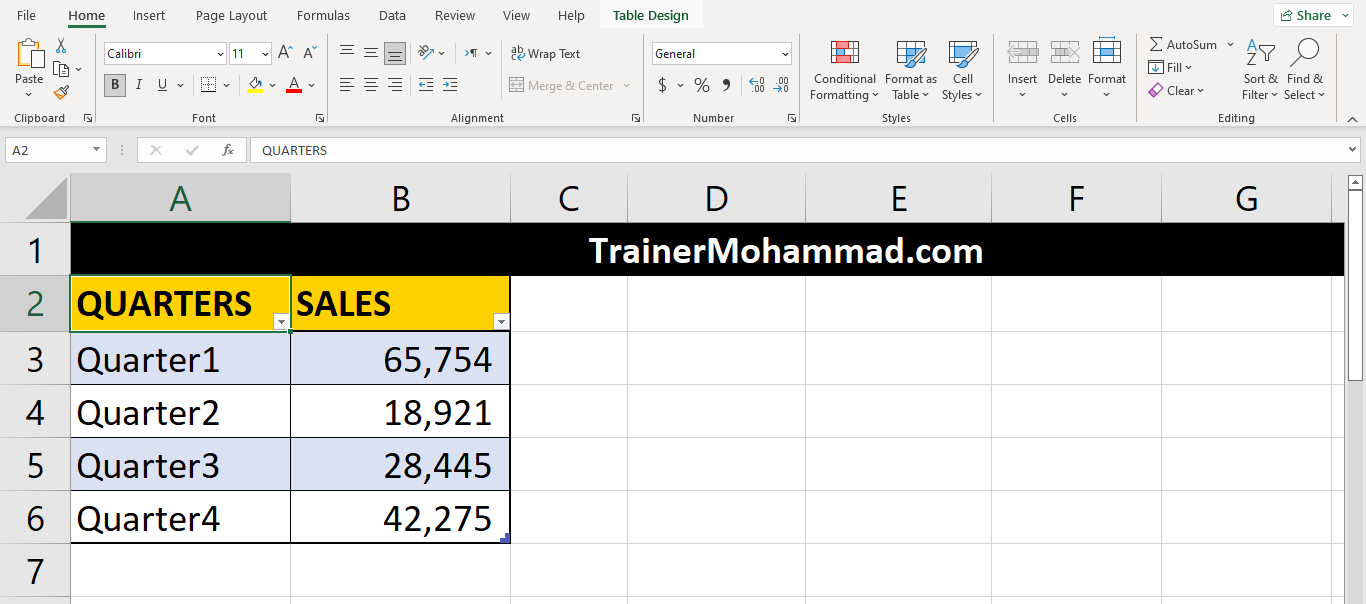 File Home Insert Page Layout Formulas Data Review View Help Table Design Share
Calibri 11 A A ab Wrap Text General
Paste B I U A Merge & Center $ % Conditional Formatting Format as Table Cell Styles Insert Delete Format AutoSum Fill Clear Sort & Filter Find & Select
Clipboard Font Alignment Number Styles Cells Editing
A2 fx QUARTERS
A B C D E F G
1 TrainerMohammad.com
2 QUARTERS SALES
3 Quarter1 65,754
4 Quarter2 18,921
5 Quarter3 28,445
6 Quarter4 42,275
7